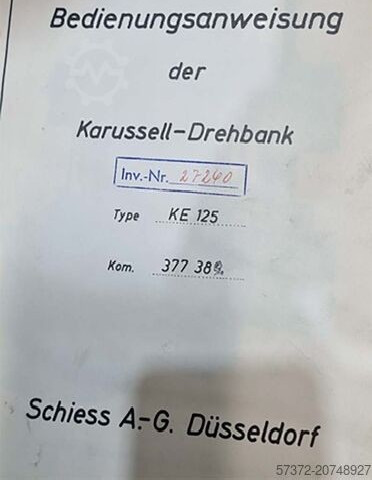 Bedienungsanweisung
der
Karussell-Drehbank
Inv.-Nr. 27240
Type KE 125
Kom. 377 38
Schiess A.-G. Düsseldorf
57372-20748927